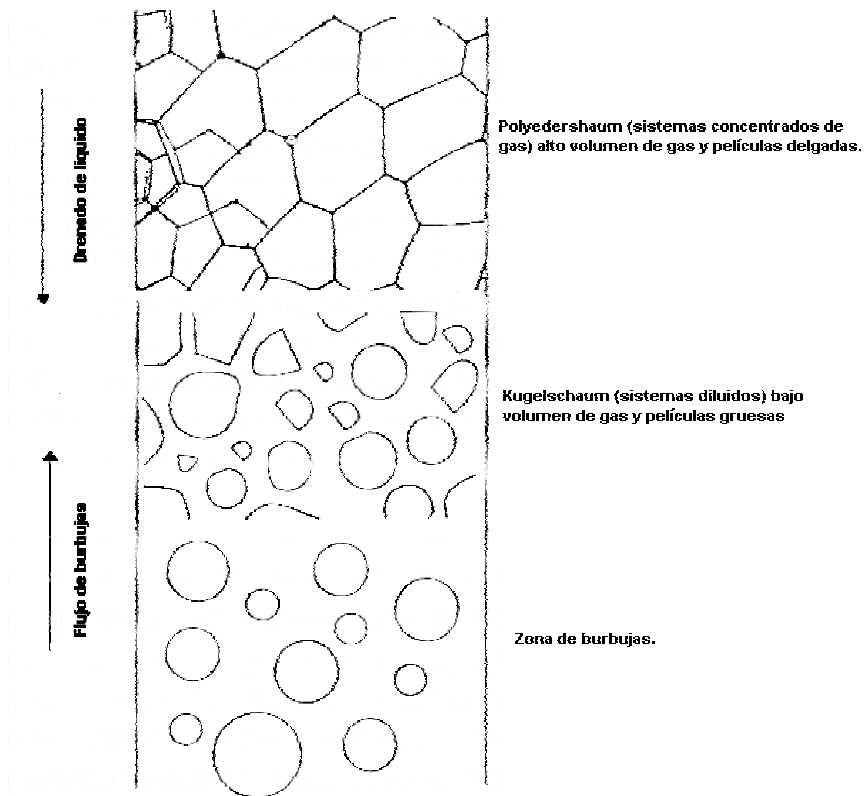 Drenado de liquido
Polyedershaum (sistemas concentrados de
gas) alto volumen de gas y películas delgadas.
Kugelschaum (sistemas diluidos) bajo
volumen de gas y películas gruesas
Flujo de burbujas
Zona de burbujas.